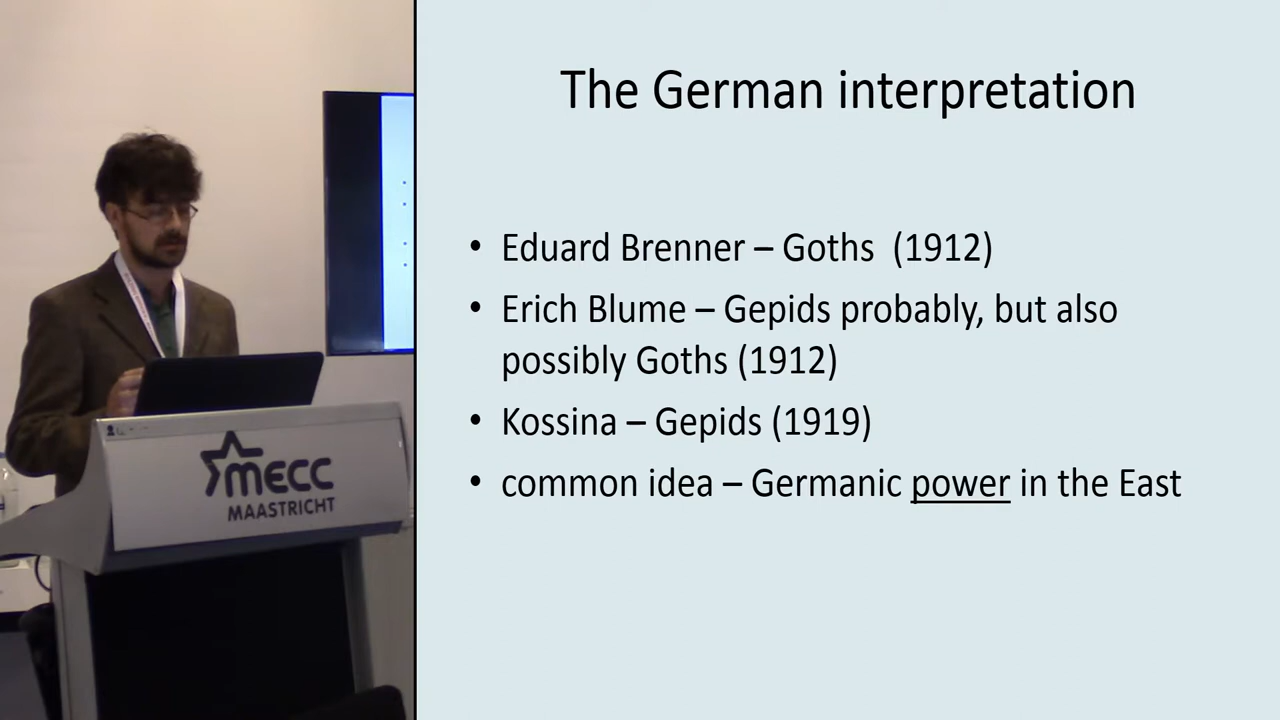 The German interpretation
• Eduard Brenner – Goths (1912)
• Erich Blume – Gepids probably, but also
possibly Goths (1912)
• Kossina – Gepids (1919)
• common idea – Germanic power in the East
mecc
MAASTRICHT